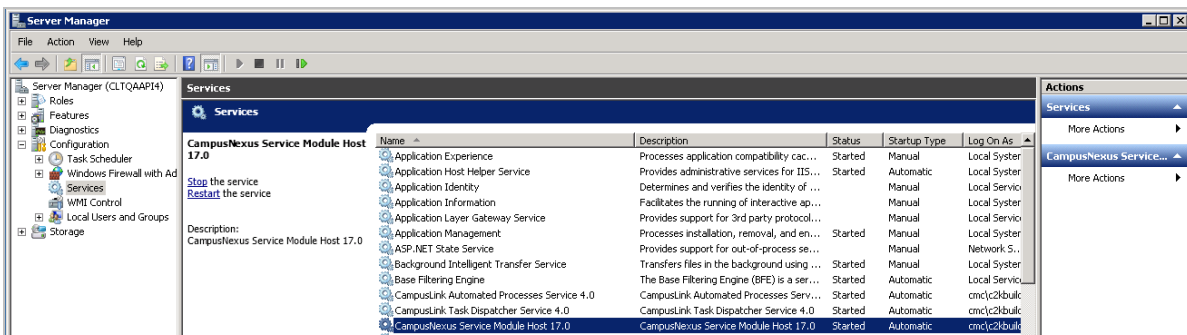 Server Manager
File Action View Help
Server Manager (CLTQAAPI4)
Roles
Features
Diagnostics
Configuration
Task Scheduler
Windows Firewall with Ad
Services
WMI Control
Local Users and Groups
Storage
Services
Services
CampusNexus Service Module Host
17.0
Stop the service
Restart the service
Description:
CampusNexus Service Module Host 17.0
Name Description Status Startup Type Log On As
Application Experience Processes application compatibility cac... Started Manual Local System
Application Host Helper Service Provides administrative services for IIS... Started Automatic Local System
Application Identity Determines and verifies the identity of ... Manual Local Service
Application Information Facilitates the running of interactive ap... Manual Local System
Application Layer Gateway Service Provides support for 3rd party protocol... Manual Local Service
Application Management Processes installation, removal, and en... Started Manual Local System
ASP.NET State Service Provides support for out-of-process se... Manual Network S...
Background Intelligent Transfer Service Transfers files in the background using ... Started Manual Local System
Base Filtering Engine The Base Filtering Engine (BFE) is a ser... Started Automatic Local Service
CampusLink Automated Processes Service 4.0 CampusLink Automated Processes Serv... Started Automatic cmc\c2kbuild
CampusLink Task Dispatcher Service 4.0 CampusLink Task Dispatcher Service 4.0 Started Automatic cmc\c2kbuild
CampusNexus Service Module Host 17.0 CampusNexus Service Module Host 17.0 Started Automatic cmc\c2kbuild
Actions
Services
More Actions
CampusNexus Service...
More Actions